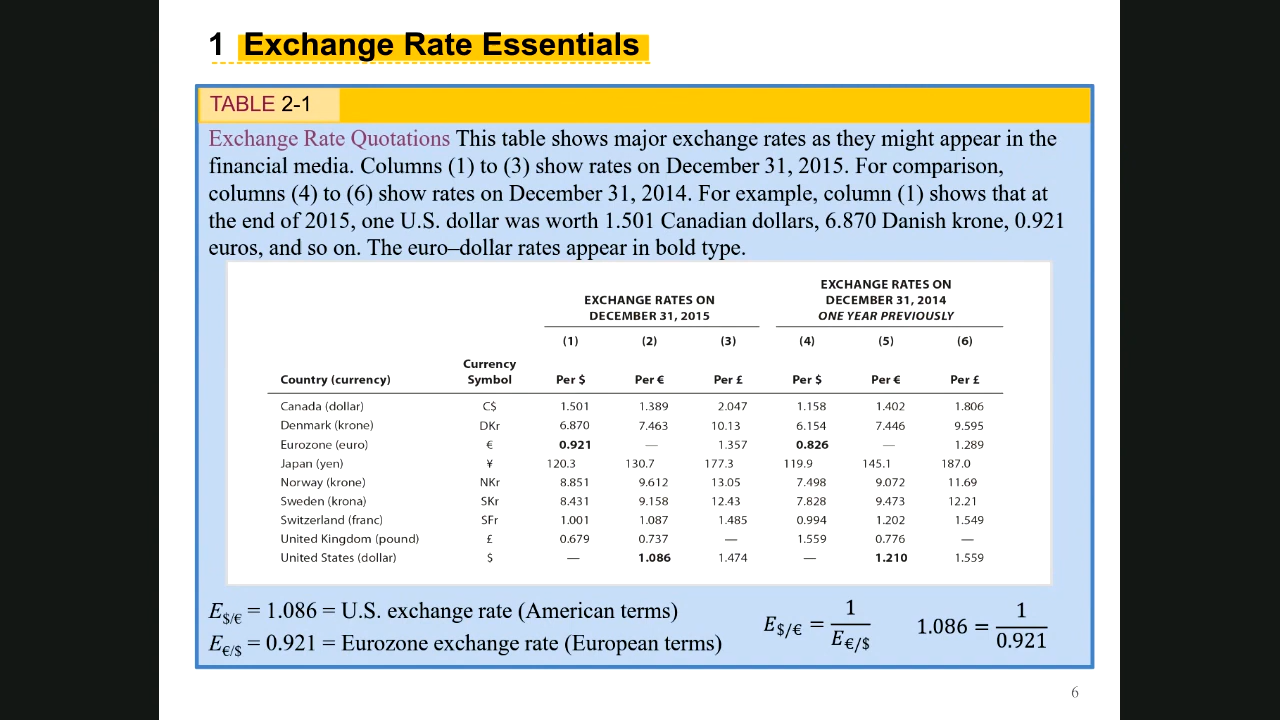 1 Exchange Rate Essentials
TABLE 2-1
Exchange Rate Quotations This table shows major exchange rates as they might appear in the
financial media. Columns (1) to (3) show rates on December 31, 2015. For comparison,
columns (4) to (6) show rates on December 31, 2014. For example, column (1) shows that at
the end of 2015, one U.S. dollar was worth 1.501 Canadian dollars, 6.870 Danish krone, 0.921
euros, and so on. The euro–dollar rates appear in bold type.
EXCHANGE RATES ON
DECEMBER 31, 2015
EXCHANGE RATES ON
DECEMBER 31, 2014
ONE YEAR PREVIOUSLY
(1) (2) (3) (4) (5) (6)
Country (currency) Currency Symbol Per $ Per € Per £ Per $ Per € Per £
Canada (dollar) C$ 1.501 1.389 2.047 1.158 1.402 1.806
Denmark (krone) DKr 6.870 7.463 10.13 6.154 7.446 9.595
Eurozone (euro) € 0.921 — 1.357 0.826 — 1.289
Japan (yen) ¥ 120.3 130.7 177.3 119.9 145.1 187.0
Norway (krone) NKr 8.851 9.612 13.05 7.498 9.072 11.69
Sweden (krona) SKr 8.431 9.158 12.43 7.828 9.473 12.21
Switzerland (franc) SFr 1.001 1.087 1.485 0.994 1.202 1.549
United Kingdom (pound) £ 0.679 0.737 — 1.559 0.776 —
United States (dollar) $ — 1.086 1.474 — 1.210 1.559
E$/€ = 1.086 = U.S. exchange rate (American terms)
E€/$ = 0.921 = Eurozone exchange rate (European terms)
E$/€ = 1/E€/$
1.086 = 1/0.921
6